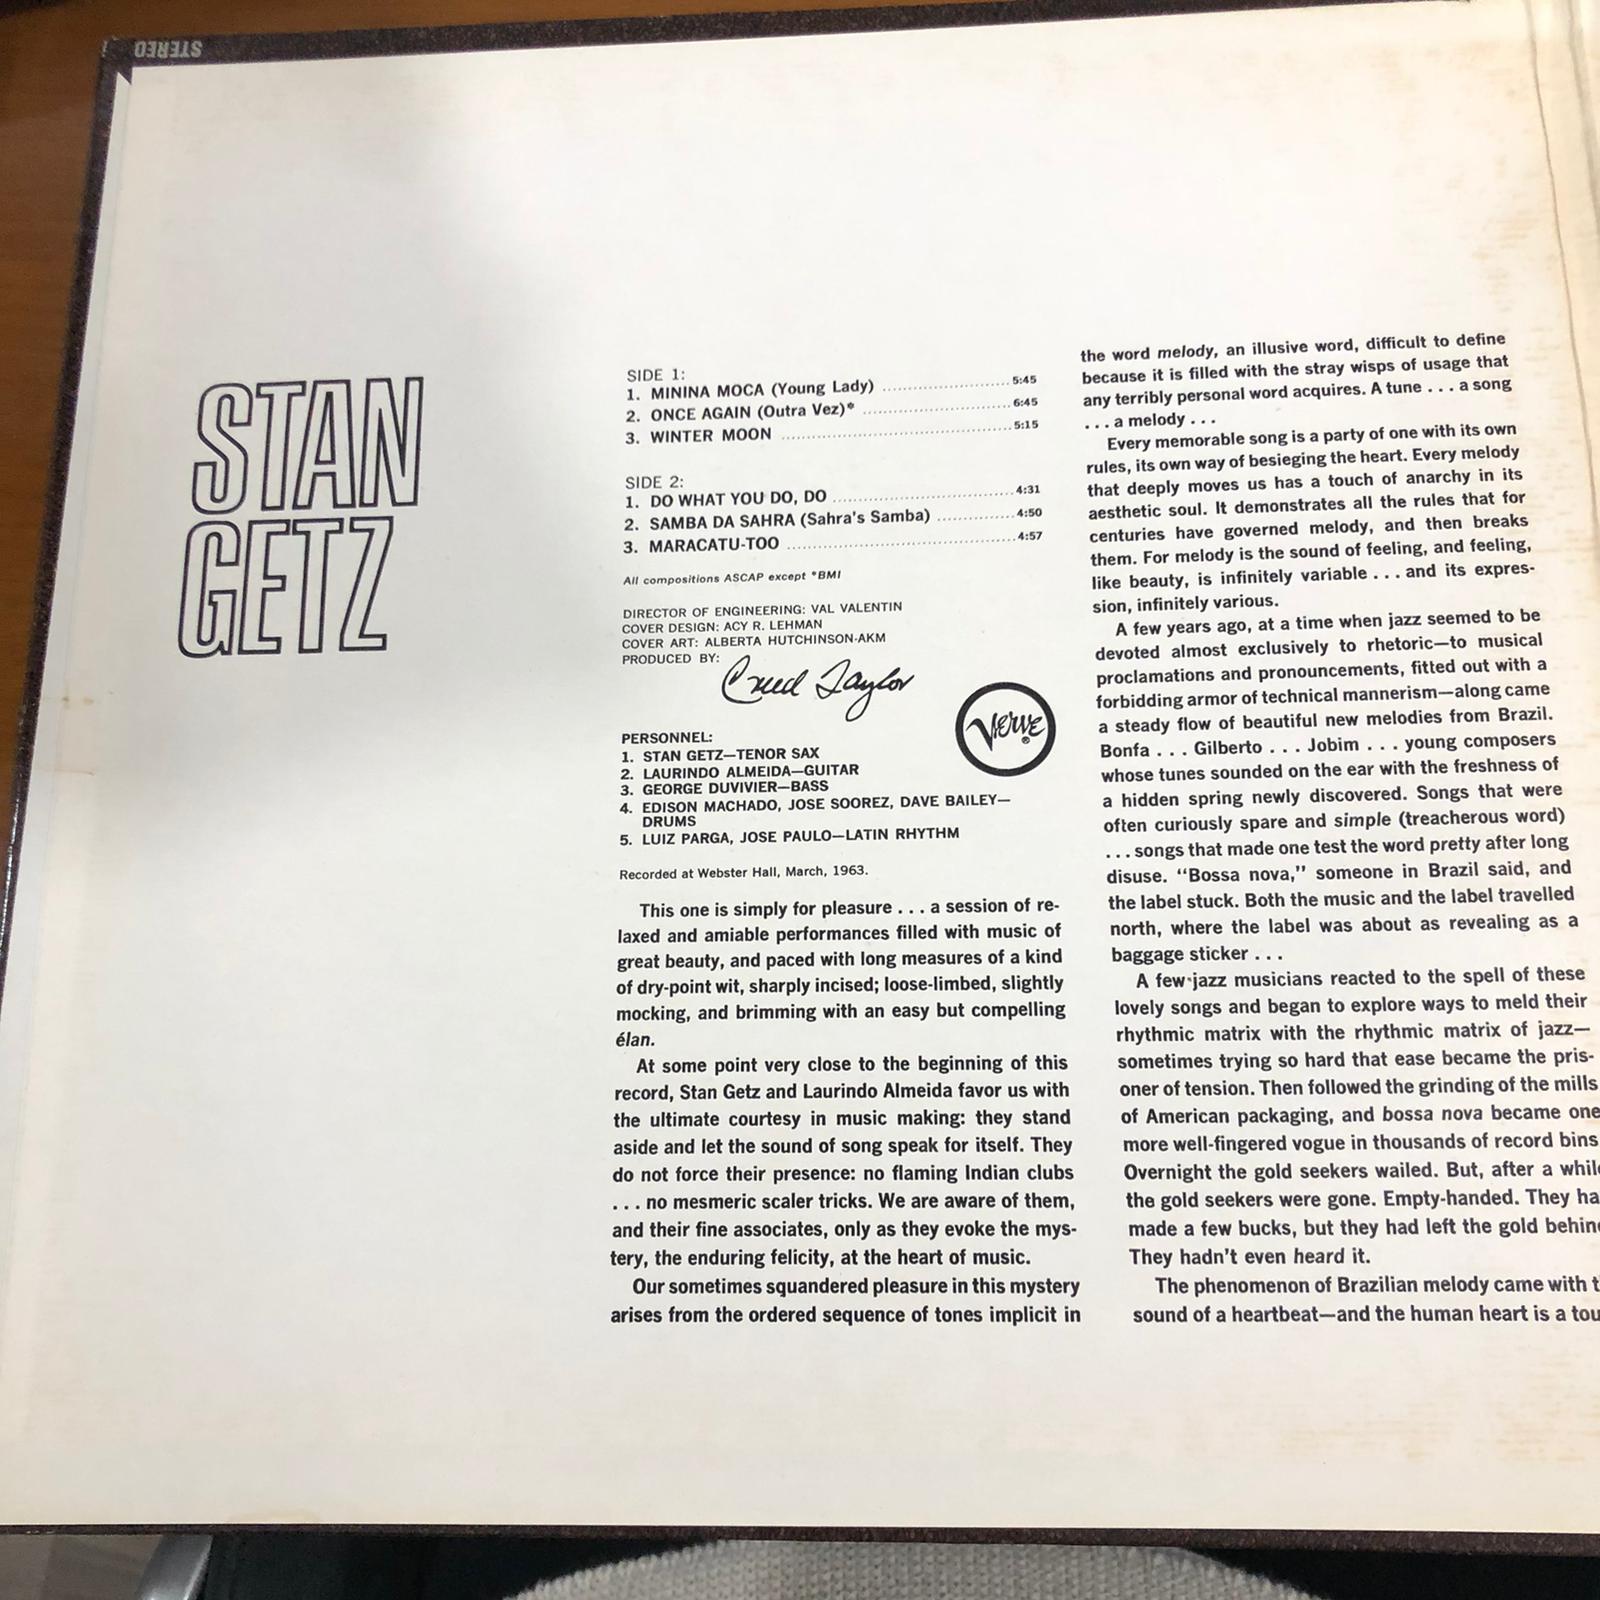 STEREO
STAN
GETZ
SIDE 1:
1. MININA MOCA (Young Lady) ........................ 5:45
2. ONCE AGAIN (Outra Vez)* ........................ 6:45
3. WINTER MOON ........................ 5:15
SIDE 2:
1. DO WHAT YOU DO, DO ........................ 4:31
2. SAMBA DA SAHRA (Sahra's Samba) ............... 4:50
3. MARACATU-TOO ........................ 4:57
All compositions ASCAP except *BMI
DIRECTOR OF ENGINEERING: VAL VALENTIN
COVER DESIGN: ACY R. LEHMAN
COVER ART: ALBERTA HUTCHINSON-AKM
PRODUCED BY: Creed Taylor
Verve ®
PERSONNEL:
1. STAN GETZ—TENOR SAX
2. LAURINDO ALMEIDA—GUITAR
3. GEORGE DUVIVIER—BASS
4. EDISON MACHADO, JOSE SOOREZ, DAVE BAILEY—
DRUMS
5. LUIZ PARGA, JOSE PAULO—LATIN RHYTHM
Recorded at Webster Hall, March, 1963.
This one is simply for pleasure . . . a session of re-
laxed and amiable performances filled with music of
great beauty, and paced with long measures of a kind
of dry-point wit, sharply incised; loose-limbed, slightly
mocking, and brimming with an easy but compelling
élan.
At some point very close to the beginning of this
record, Stan Getz and Laurindo Almeida favor us with
the ultimate courtesy in music making: they stand
aside and let the sound of song speak for itself. They
do not force their presence: no flaming Indian clubs
. . . no mesmeric scaler tricks. We are aware of them,
and their fine associates, only as they evoke the mys-
tery, the enduring felicity, at the heart of music.
Our sometimes squandered pleasure in this mystery
arises from the ordered sequence of tones implicit in
the word melody, an illusive word, difficult to define
because it is filled with the stray wisps of usage that
any terribly personal word acquires. A tune . . . a song
. . . a melody . . .
Every memorable song is a party of one with its own
rules, its own way of besieging the heart. Every melody
that deeply moves us has a touch of anarchy in its
aesthetic soul. It demonstrates all the rules that for
centuries have governed melody, and then breaks
them. For melody is the sound of feeling, and feeling,
like beauty, is infinitely variable . . . and its expres-
sion, infinitely various.
A few years ago, at a time when jazz seemed to be
devoted almost exclusively to rhetoric—to musical
proclamations and pronouncements, fitted out with a
forbidding armor of technical mannerism—along came
a steady flow of beautiful new melodies from Brazil.
Bonfa . . . Gilberto . . . Jobim . . . young composers
whose tunes sounded on the ear with the freshness of
a hidden spring newly discovered. Songs that were
often curiously spare and simple (treacherous word)
. . . songs that made one test the word pretty after long
disuse. "Bossa nova," someone in Brazil said, and
the label stuck. Both the music and the label travelled
north, where the label was about as revealing as a
baggage sticker . . .
A few jazz musicians reacted to the spell of these
lovely songs and began to explore ways to meld their
rhythmic matrix with the rhythmic matrix of jazz—
sometimes trying so hard that ease became the pris-
oner of tension. Then followed the grinding of the mills
of American packaging, and bossa nova became one
more well-fingered vogue in thousands of record bins
Overnight the gold seekers wailed. But, after a while
the gold seekers were gone. Empty-handed. They ha
made a few bucks, but they had left the gold behin
They hadn't even heard it.
The phenomenon of Brazilian melody came with t
sound of a heartbeat—and the human heart is a tou